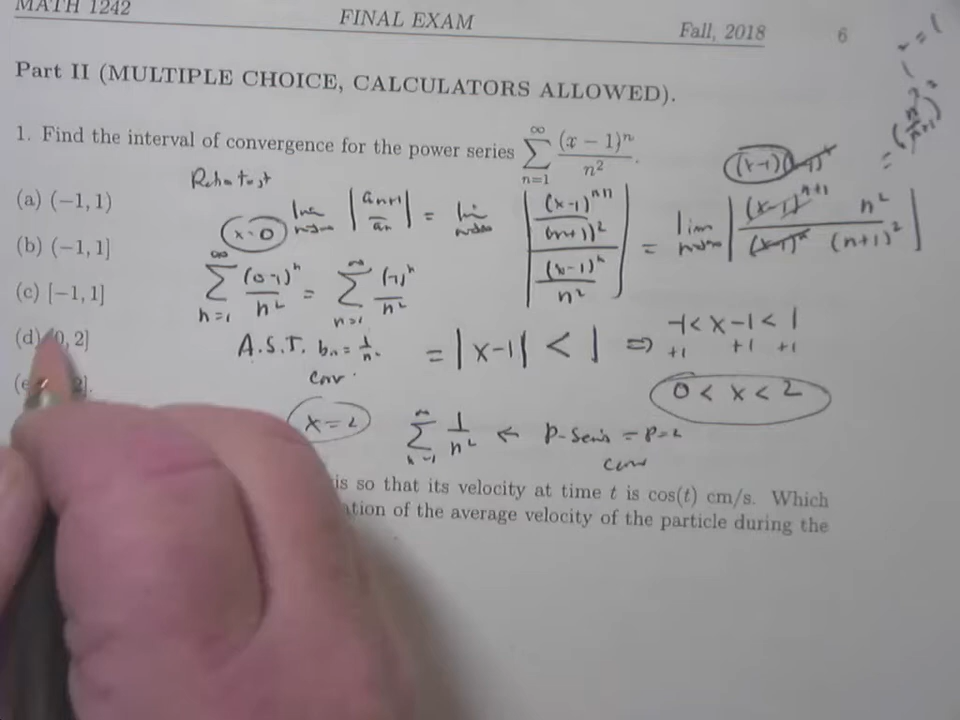 MATH 1242 FINAL EXAM Fall, 2018 6
Part II (MULTIPLE CHOICE, CALCULATORS ALLOWED).
1. Find the interval of convergence for the power series ∑_{n=1}^{∞} (x − 1)^n / n^2.
(a) (−1, 1)
(b) (−1, 1]
(c) [−1, 1]
(d) 0, 2]
(e 2].
x=0
lim_{n→∞} |a_{n+1}/a_n| = lim_{n→∞} |((x-1)^{n+1}/(n+1)^2)/((x-1)^n/n^2)| = lim_{n→∞} |(x-1)^{n+1} n^2 / (x-1)^n (n+1)^2|
∑_{n=1}^{∞} (0-1)^n/n^2 = ∑_{n=1}^{∞} (-1)^n/n^2
A.S.T. b_n = 1/n^2
conv.
= |x-1| < 1 ⇒ -1 < x-1 < 1
+1 +1 +1
0 < x < 2
x=2
∑_{n=1}^{∞} 1/n^2 ← p-series = p=2
conv
is so that its velocity at time t is cos(t) cm/s. Which
ation of the average velocity of the particle during the